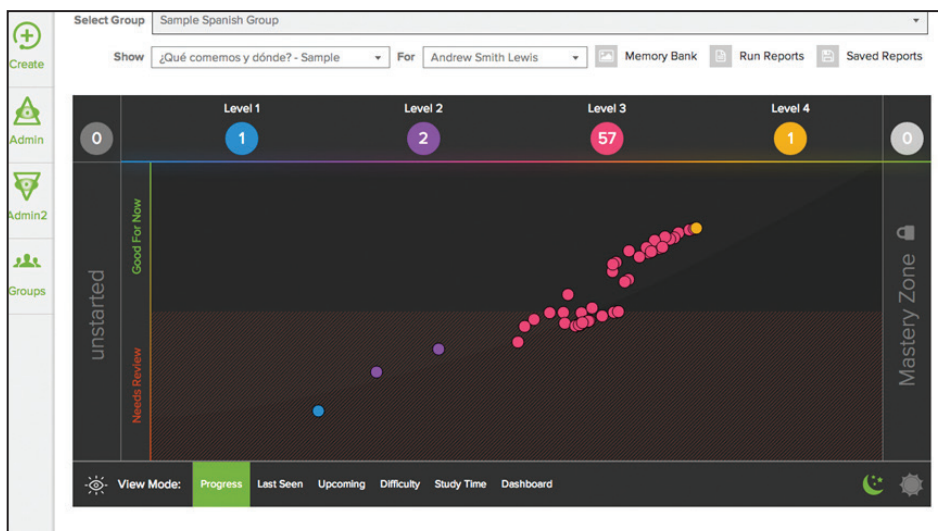 Select Group Sample Spanish Group
Create
Show ¿Qué comemos y dónde? - Sample For Andrew Smith Lewis Memory Bank Run Reports Saved Reports
Admin
Admin2
Groups
Level 1 Level 2 Level 3 Level 4
0 1 2 57 1 0
unstarted
Good For Now
Needs Review
Mastery Zone
View Mode: Progress Last Seen Upcoming Difficulty Study Time Dashboard